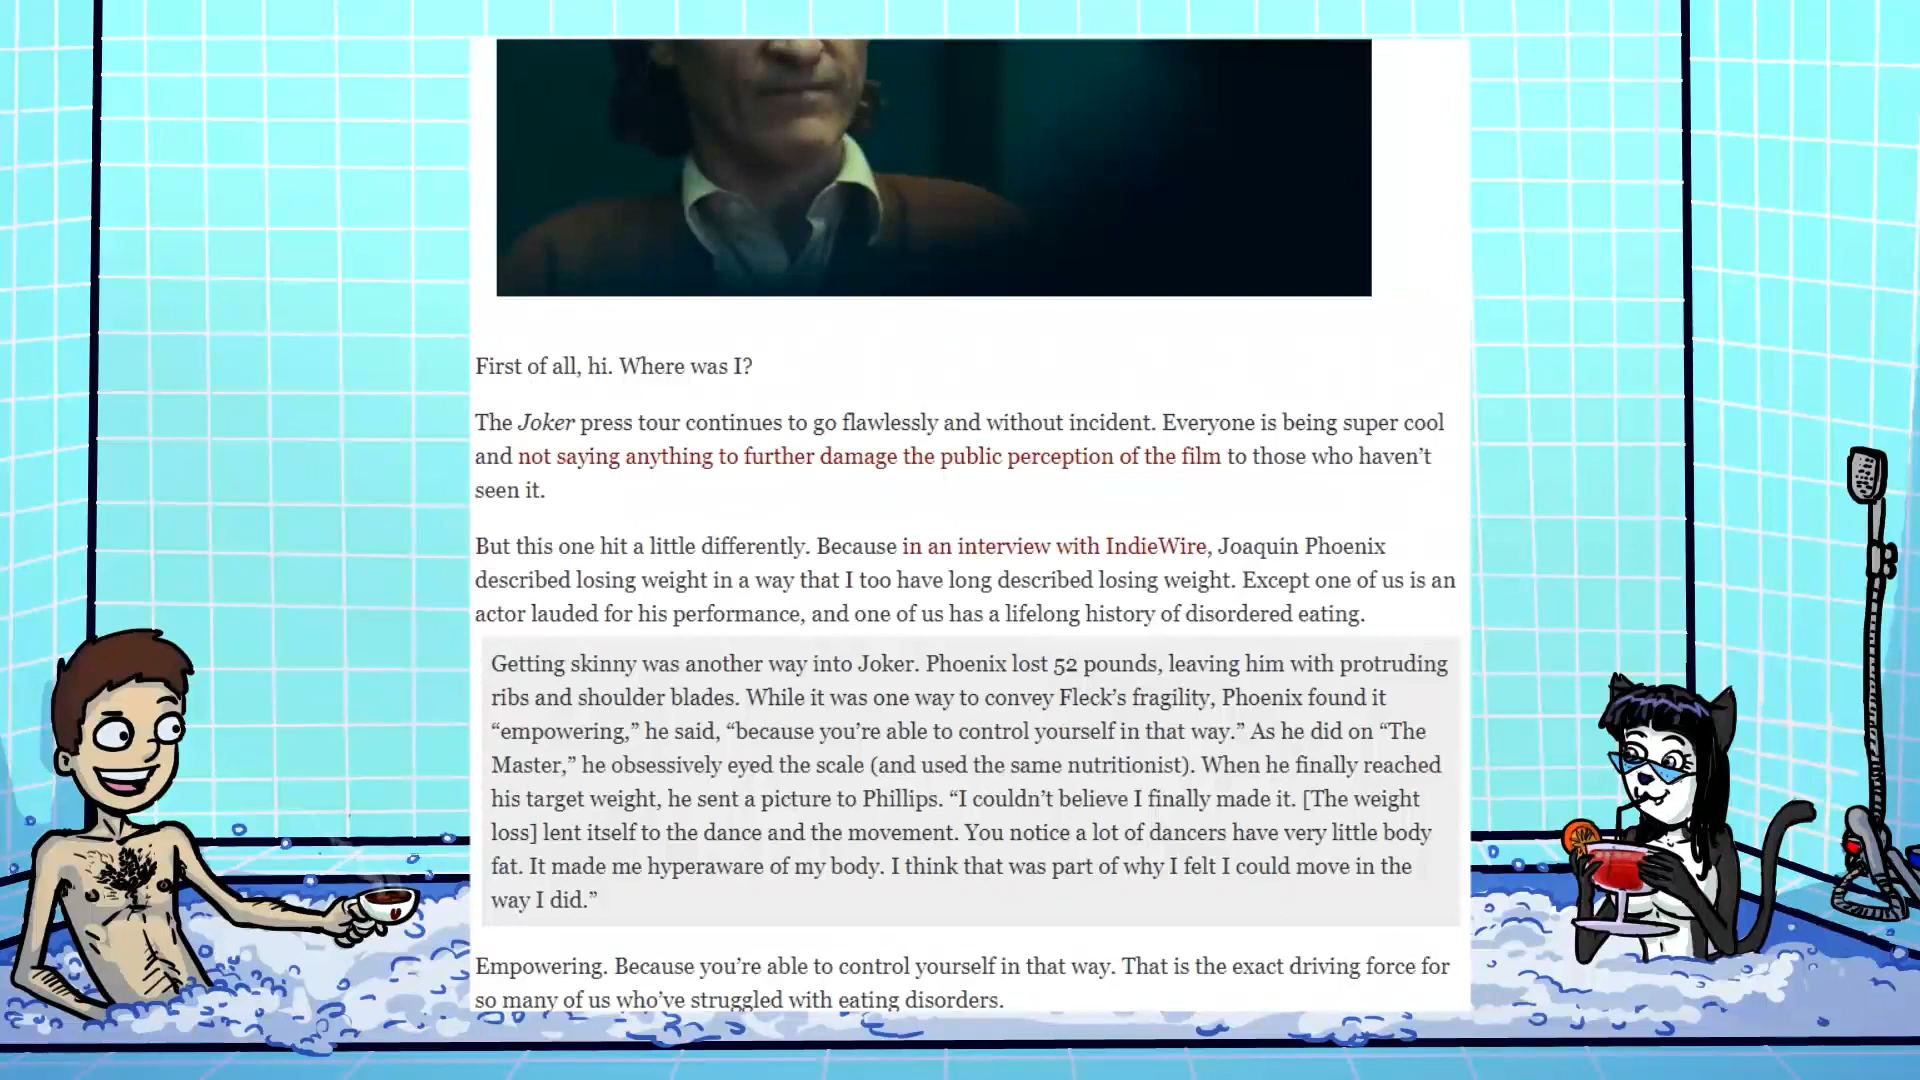 First of all, hi. Where was I?
The Joker press tour continues to go flawlessly and without incident. Everyone is being super cool
and not saying anything to further damage the public perception of the film to those who haven’t
seen it.
But this one hit a little differently. Because in an interview with IndieWire, Joaquin Phoenix
described losing weight in a way that I too have long described losing weight. Except one of us is an
actor lauded for his performance, and one of us has a lifelong history of disordered eating.
Getting skinny was another way into Joker. Phoenix lost 52 pounds, leaving him with protruding
ribs and shoulder blades. While it was one way to convey Fleck’s fragility, Phoenix found it
“empowering,” he said, “because you’re able to control yourself in that way.” As he did on “The
Master,” he obsessively eyed the scale (and used the same nutritionist). When he finally reached
his target weight, he sent a picture to Phillips. “I couldn’t believe I finally made it. [The weight
loss] lent itself to the dance and the movement. You notice a lot of dancers have very little body
fat. It made me hyperaware of my body. I think that was part of why I felt I could move in the
way I did.”
Empowering. Because you’re able to control yourself in that way. That is the exact driving force for
so many of us who’ve struggled with eating disorders.